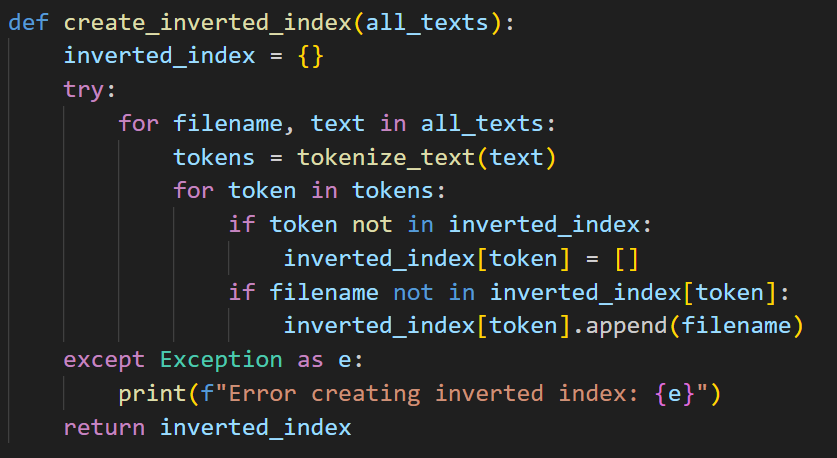 def create_inverted_index(all_texts):
    inverted_index = {}
    try:
        for filename, text in all_texts:
            tokens = tokenize_text(text)
            for token in tokens:
                if token not in inverted_index:
                    inverted_index[token] = []
                if filename not in inverted_index[token]:
                    inverted_index[token].append(filename)
    except Exception as e:
        print(f"Error creating inverted index: {e}")
    return inverted_index